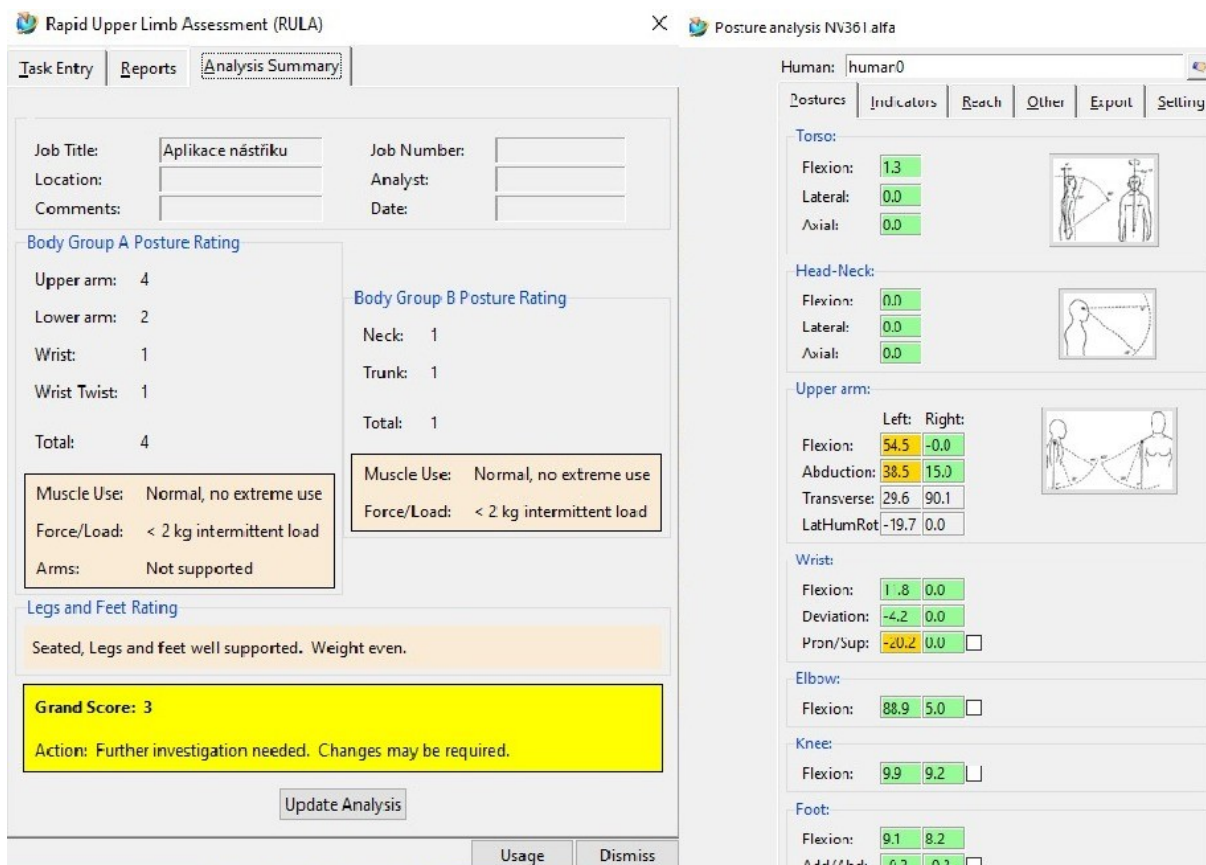 Rapid Upper Limb Assessment (RULA)
Task Entry Reports Analysis Summary
Job Title: Aplikace nástřiku Job Number:
Location: Analyst:
Comments: Date:
Body Group A Posture Rating
Upper arm: 4
Lower arm: 2
Wrist: 1
Wrist Twist: 1
Total: 4
Muscle Use: Normal, no extreme use
Force/Load: < 2 kg intermittent load
Arms: Not supported
Body Group B Posture Rating
Neck: 1
Trunk: 1
Total: 1
Muscle Use: Normal, no extreme use
Force/Load: < 2 kg intermittent load
Legs and Feet Rating
Seated, Legs and feet well supported. Weight even.
Grand Score: 3
Action: Further investigation needed. Changes may be required.
Update Analysis
Usage Dismiss
Posture analysis NV361 alfa
Human: human0
Postures Indicators Reach Other Export Setting
Torso:
Flexion: 1.3
Lateral: 0.0
Axial: 0.0
Head-Neck:
Flexion: 0.0
Lateral: 0.0
Axial: 0.0
Upper arm:
Left: Right:
Flexion: 54.5 -0.0
Abduction: 38.5 15.0
Transverse: 29.6 90.1
LatHumRot -19.7 0.0
Wrist:
Flexion: 11.8 0.0
Deviation: -4.2 0.0
Pron/Sup: -20.2 0.0
Elbow:
Flexion: 88.9 5.0
Knee:
Flexion: 9.9 9.2
Foot:
Flexion: 9.1 8.2